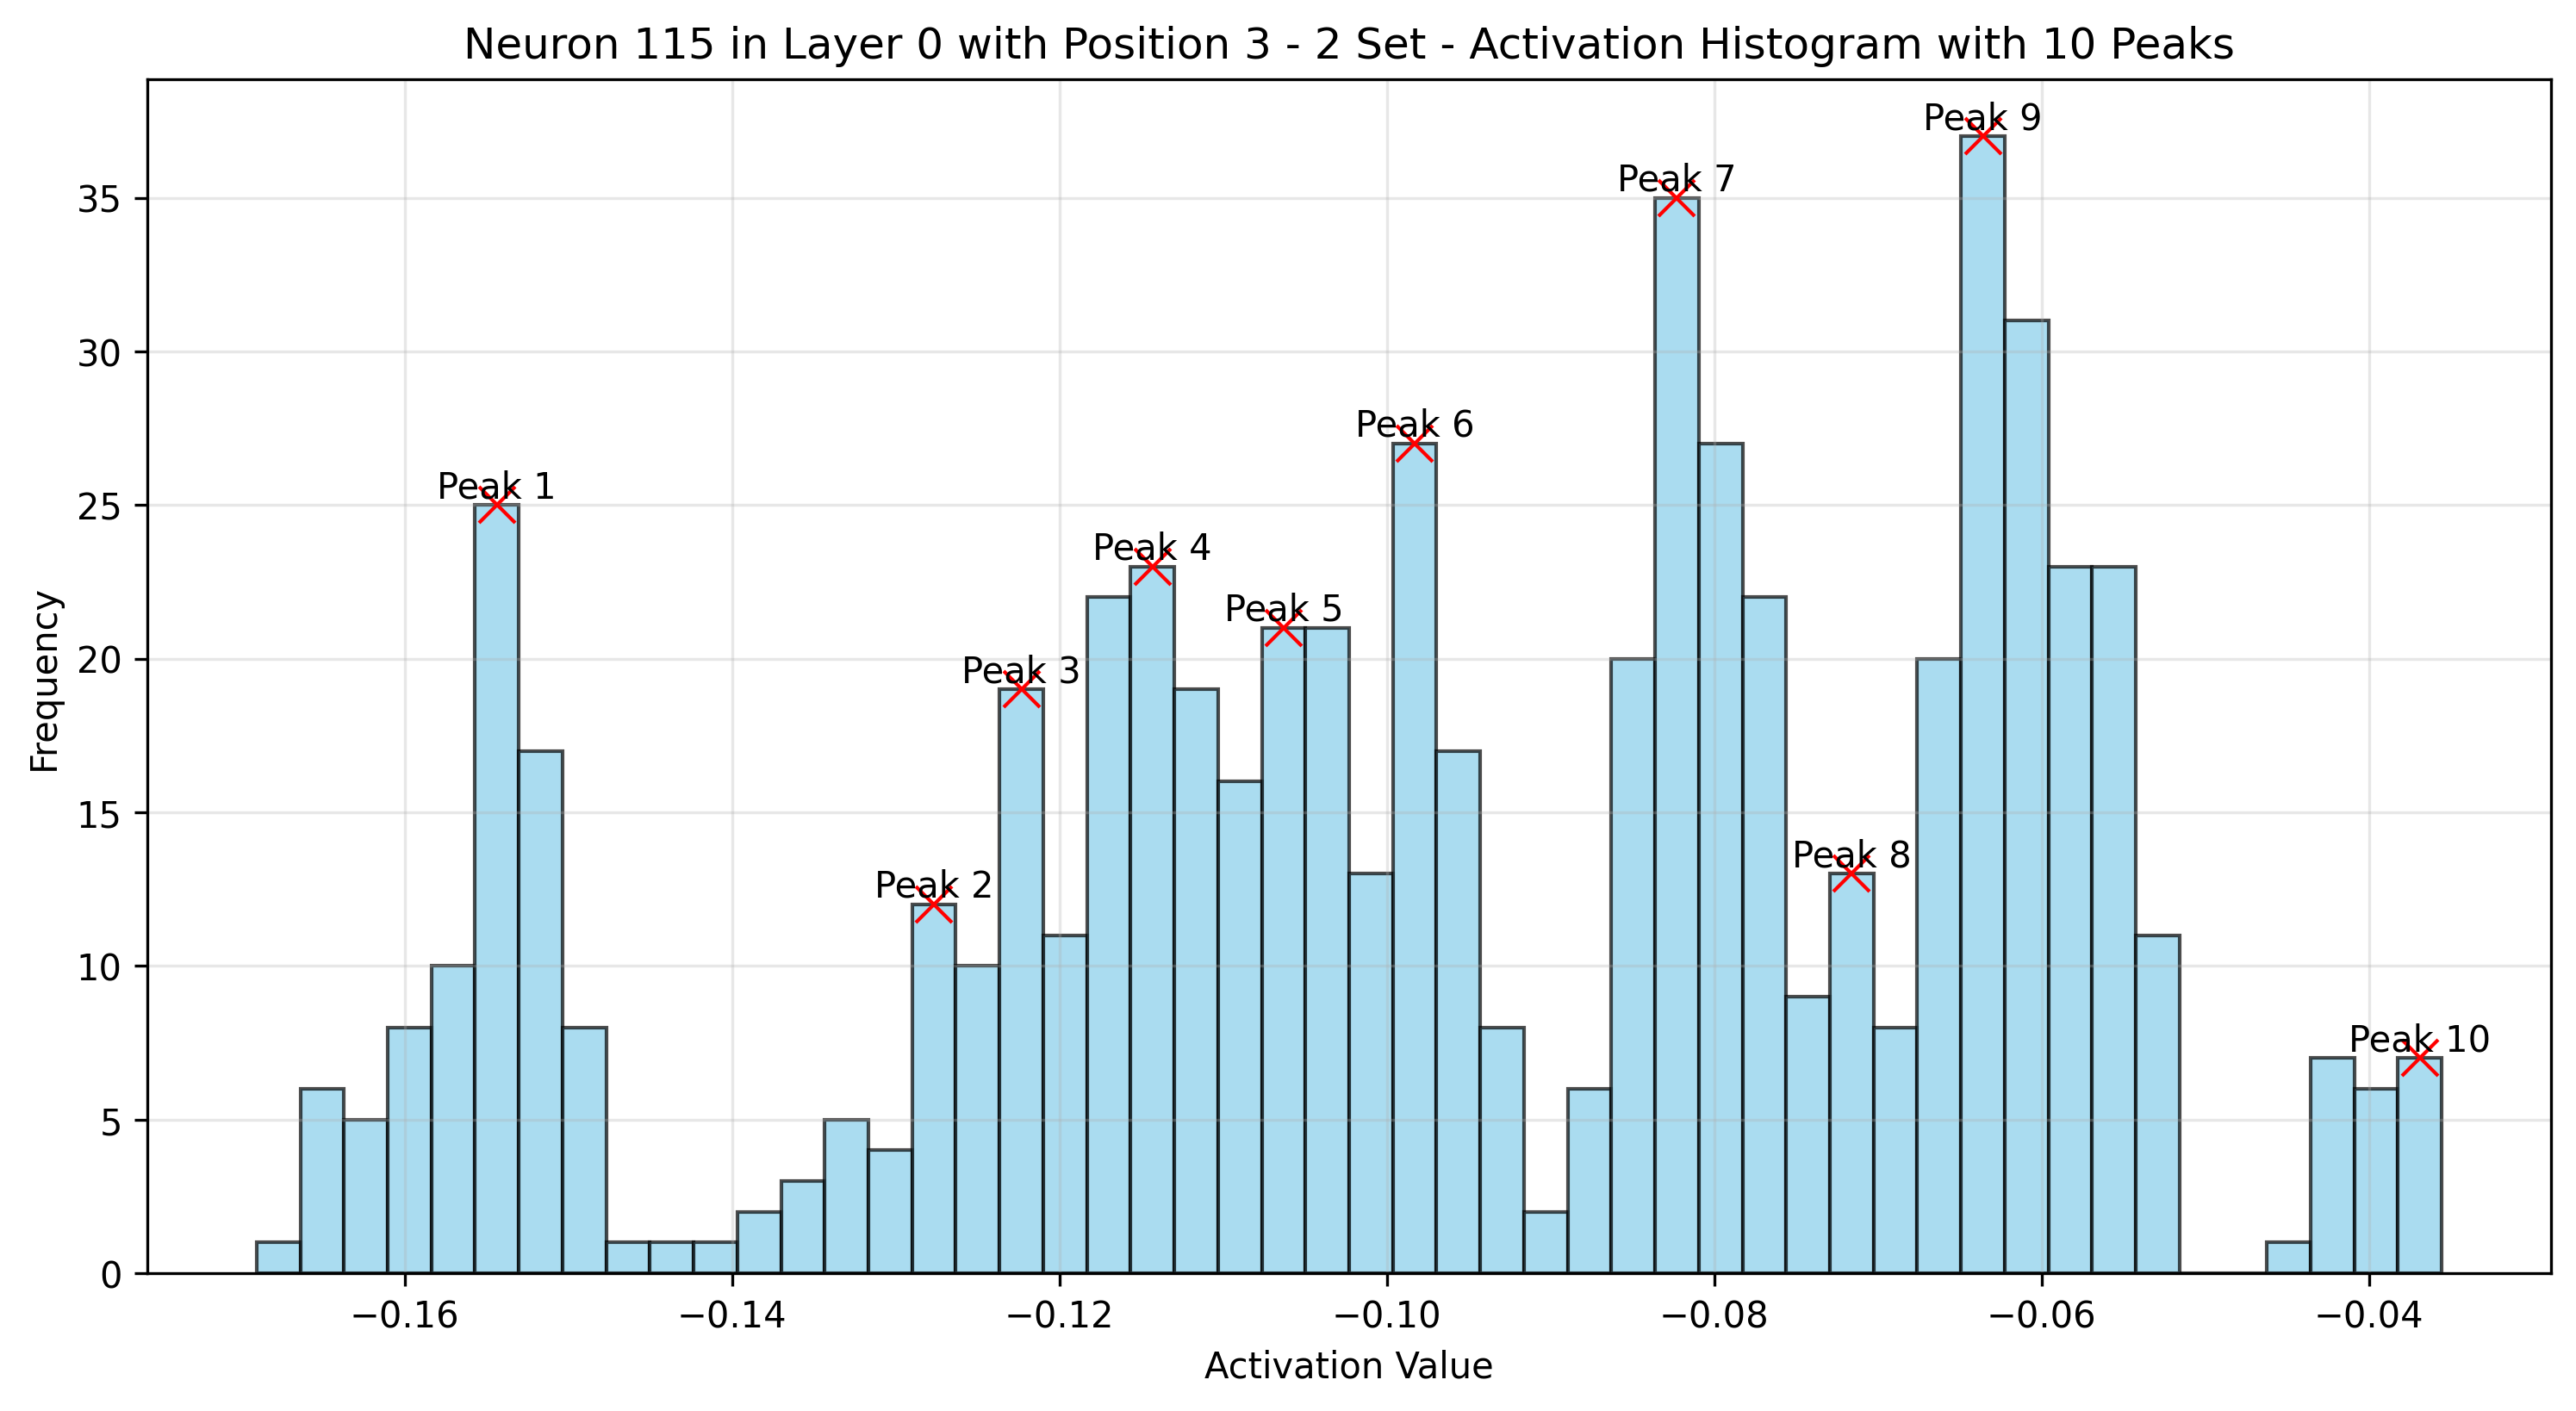 Neuron 115 in Layer 0 with Position 3 - 2 Set - Activation Histogram with 10 Peaks
Peak 9
Peak 7
Peak 6
Peak 1
Peak 4
Peak 5
Peak 3
Peak 8
Peak 2
Peak 10
Frequency
35
30
25
20
15
10
5
0
−0.16
−0.14
−0.12
−0.10
−0.08
−0.06
−0.04
Activation Value